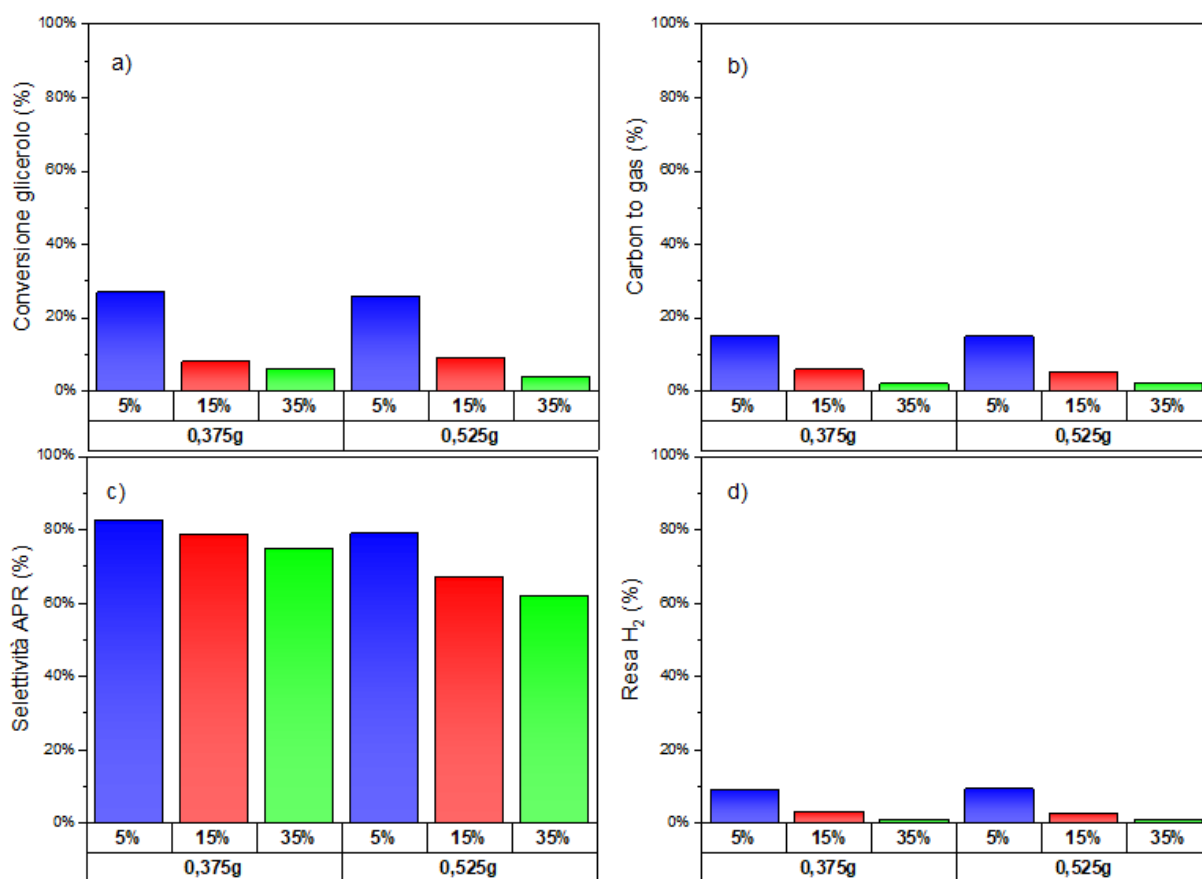 a)
Conversione glicerolo (%)
100%
80%
60%
40%
20%
0%
5% 15% 35% 5% 15% 35%
0,375g 0,525g
b)
Carbon to gas (%)
100%
80%
60%
40%
20%
0%
5% 15% 35% 5% 15% 35%
0,375g 0,525g
c)
Selettività APR (%)
100%
80%
60%
40%
20%
0%
5% 15% 35% 5% 15% 35%
0,375g 0,525g
d)
Resa H₂ (%)
100%
80%
60%
40%
20%
0%
5% 15% 35% 5% 15% 35%
0,375g 0,525g